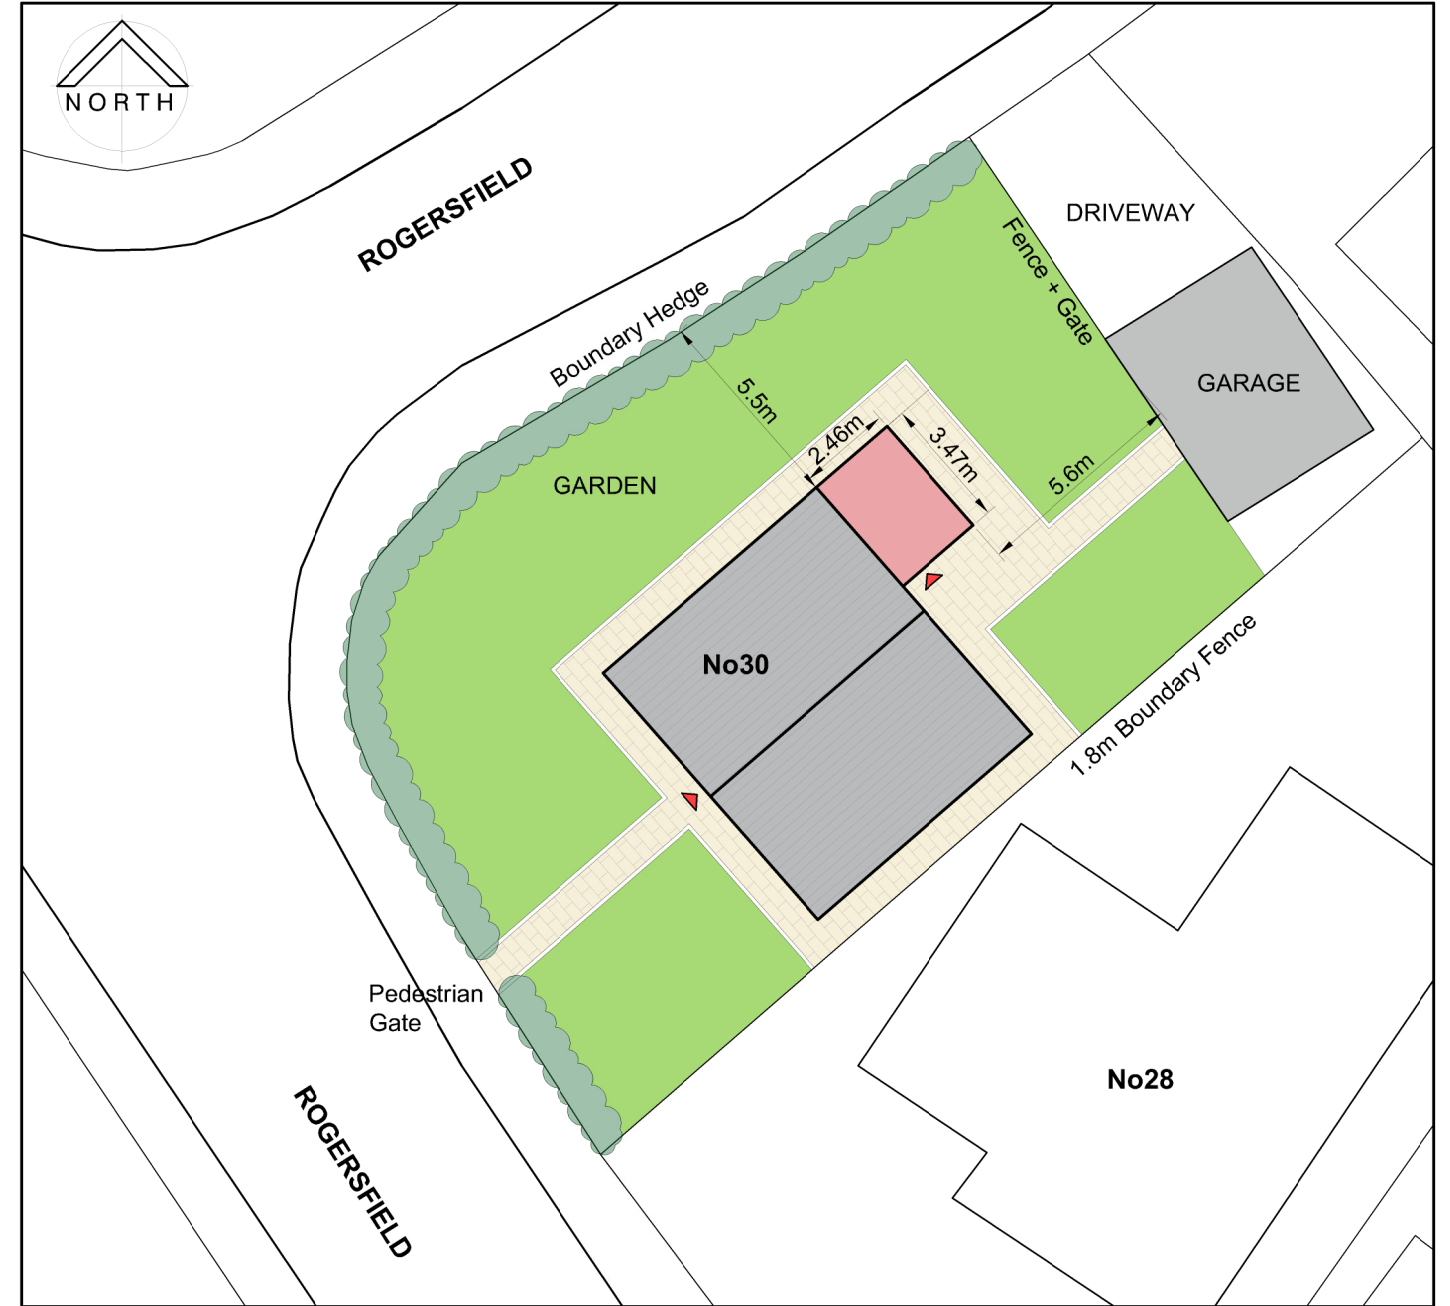 NORTH
ROGERSFIELD
DRIVEWAY
Fence + Gate
Boundary Hedge
GARAGE
5.5m
2.46m
3.47m
5.6m
GARDEN
No30
1.8m Boundary Fence
Pedestrian
Gate
No28
ROGERSFIELD